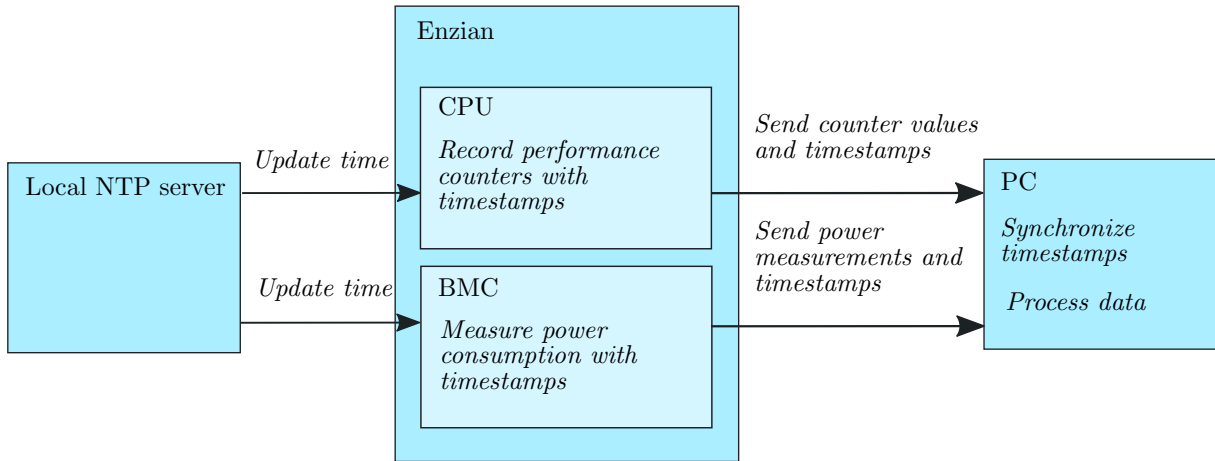 Local NTP server
Update time
Update time
Enzian
CPU
Record performance
counters with
timestamps
BMC
Measure power
consumption with
timestamps
Send counter values
and timestamps
Send power
measurements and
timestamps
PC
Synchronize
timestamps
Process data